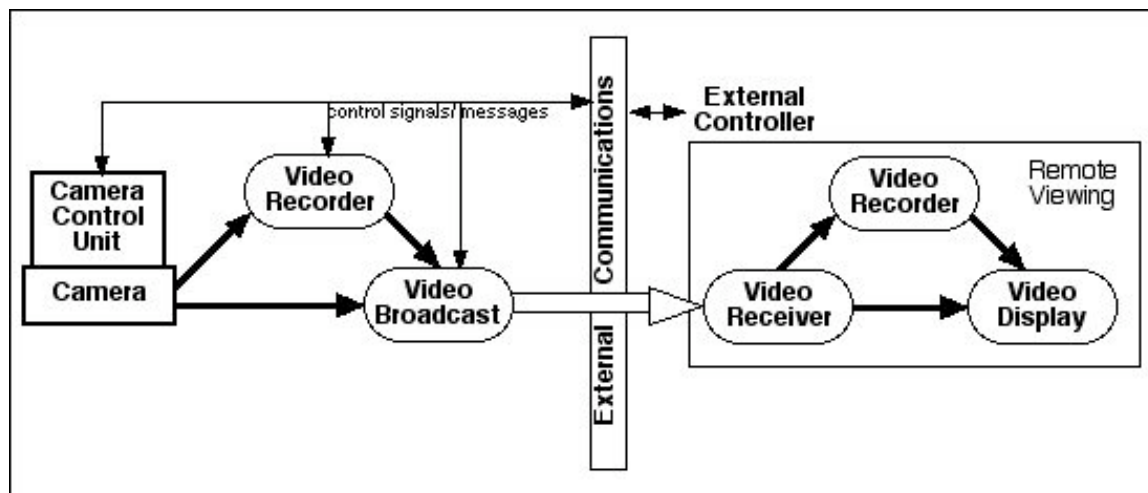 control signals/ messages
External Communications
External
Controller
Camera
Control
Unit
Camera
Video
Recorder
Video
Broadcast
Remote
Viewing
Video
Recorder
Video
Receiver
Video
Display